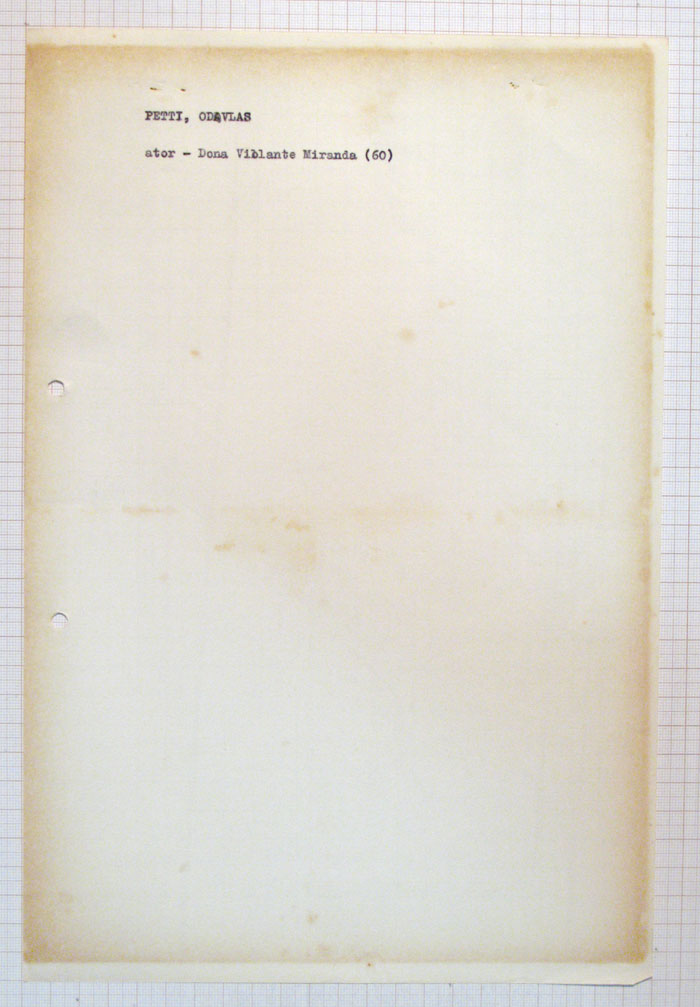 PETTI, ODAVLAS
ator - Dona Violante Miranda (60)